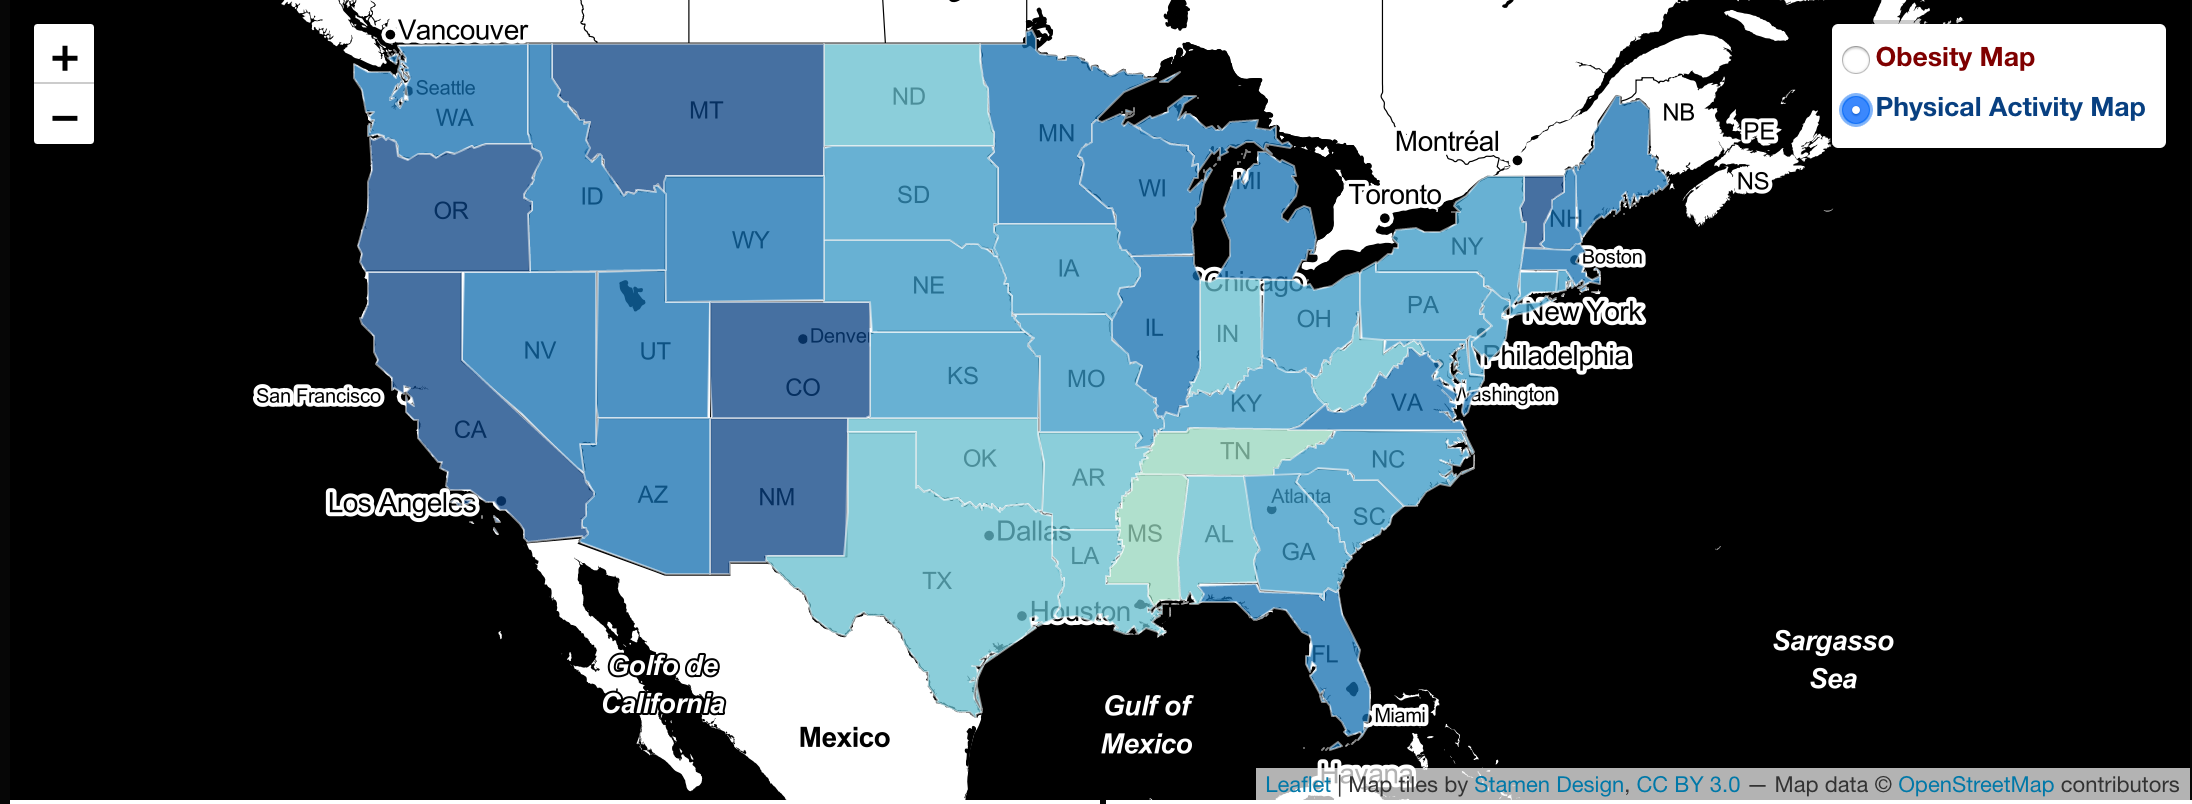 +
−
Vancouver
Obesity Map
Physical Activity Map
Seattle
WA
MT
ND
MN
NB
PE
Montréal
OR
ID
WY
SD
WI
MI
Toronto
NH
NS
NY
Boston
NE
IA
Chicago
PA
New York
NV
UT
Denver
CO
KS
MO
IL
IN
OH
Philadelphia
San Francisco
CA
KY
VA
Washington
Los Angeles
AZ
NM
OK
AR
TN
NC
Dallas
LA
MS
AL
Atlanta
GA
SC
TX
Houston
FL
Miami
Golfo de
California
Mexico
Gulf of
Mexico
Sargasso
Sea
Havana
Leaflet | Map tiles by Stamen Design, CC BY 3.0 — Map data © OpenStreetMap contributors